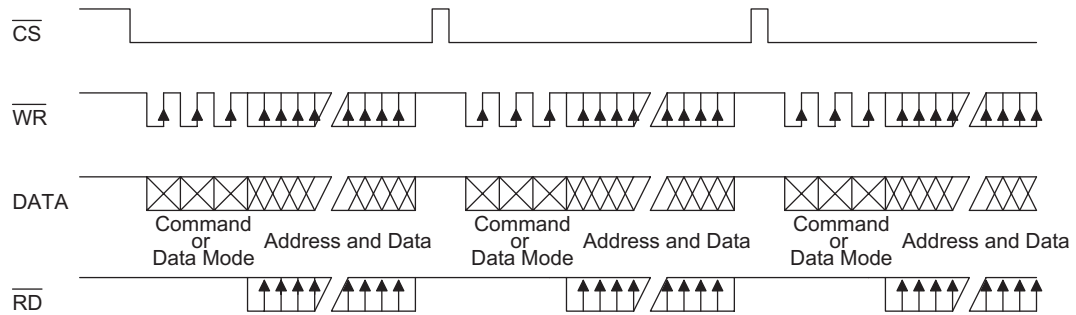 CS
WR
DATA
Command
or
Data Mode
Address and Data
Command
or
Data Mode
Address and Data
Command
or
Data Mode
Address and Data
RD